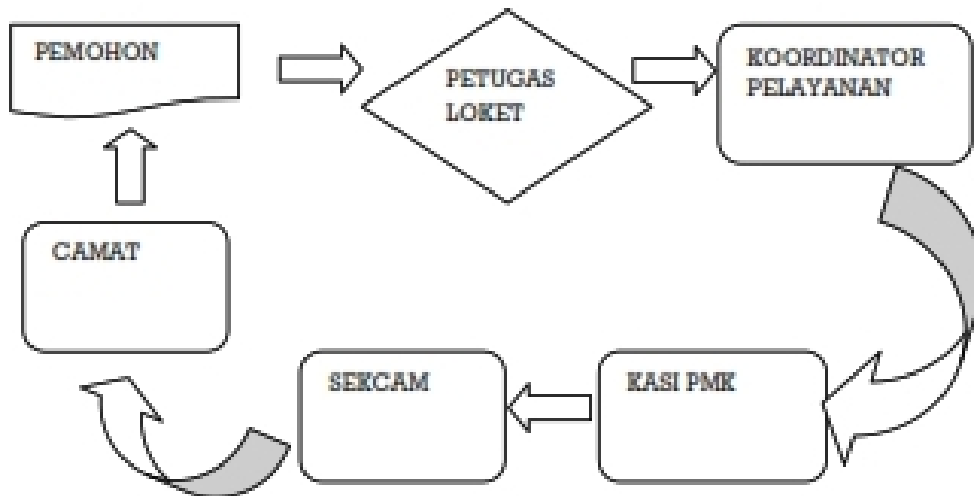 PEMOHON
PETUGAS
LOKET
KOORDINATOR
PELAYANAN
CAMAT
SEKCAM
KASI PMK